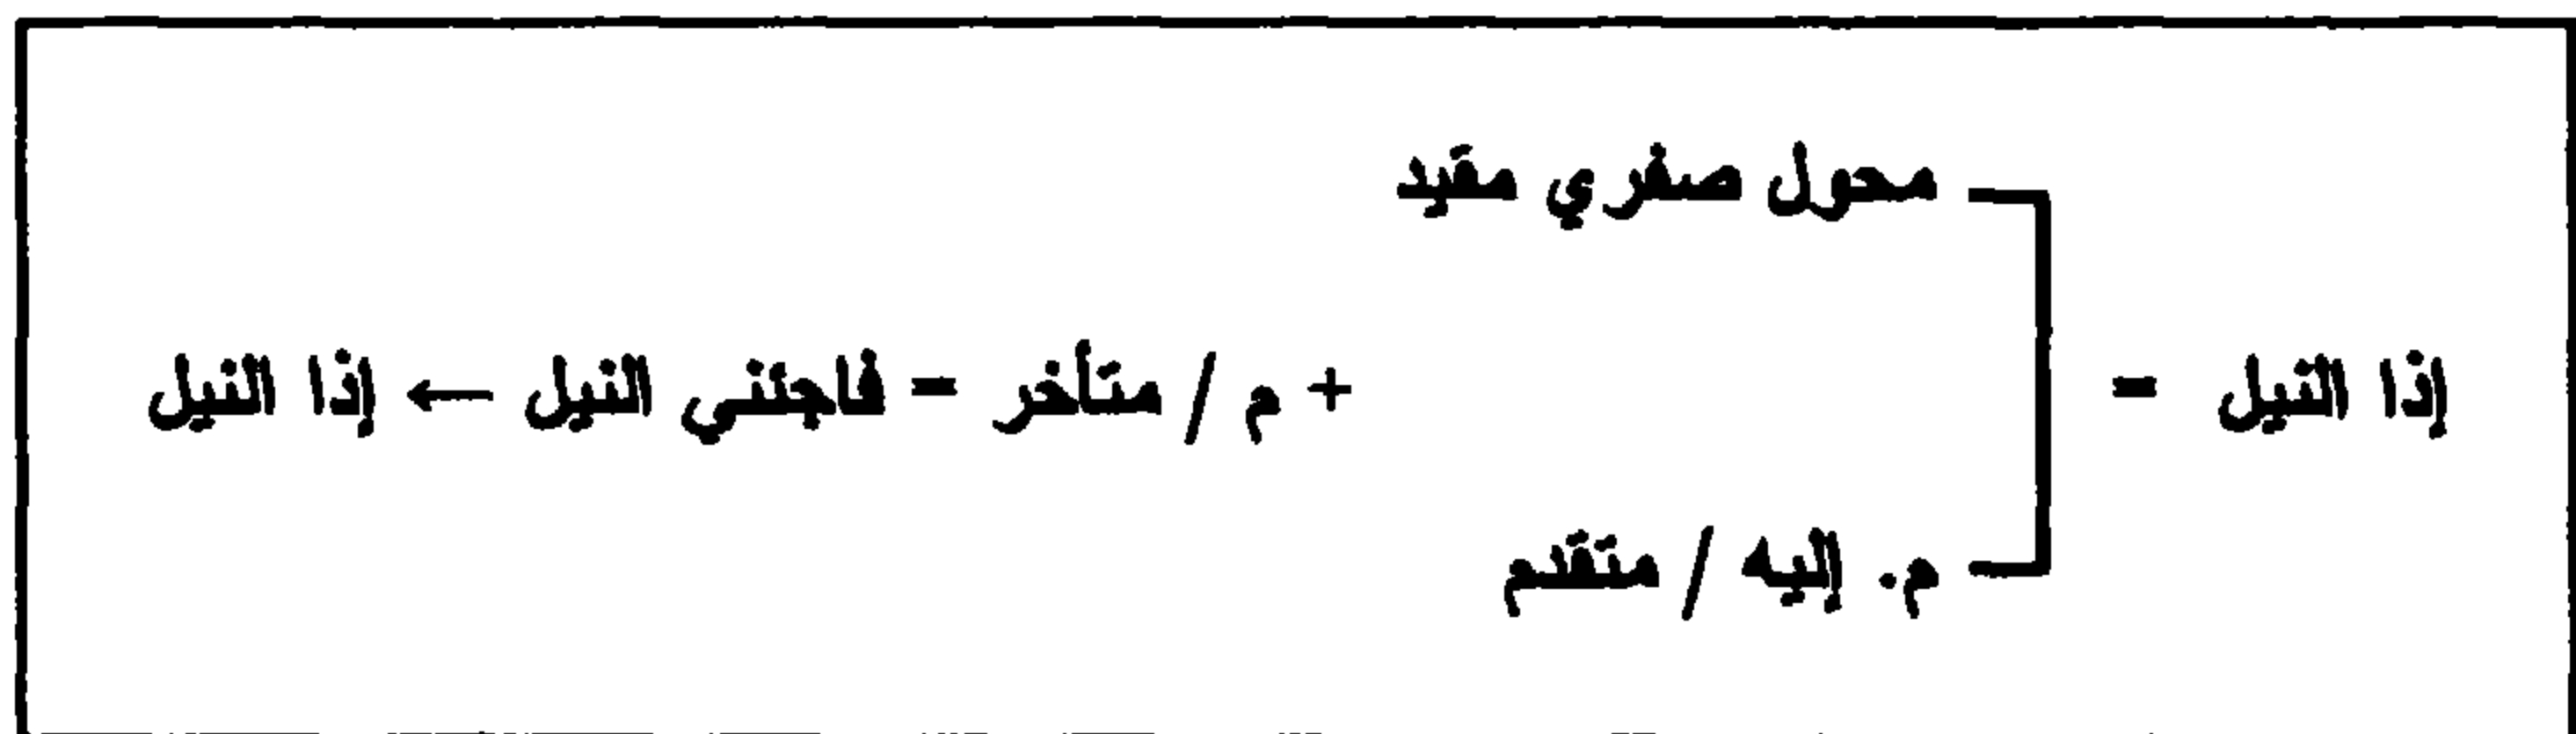 محول صفري مقيد
إذا النيل = + م / متأخر = فاجئني النيل ← إذا النيل
م. إليه / متقدم